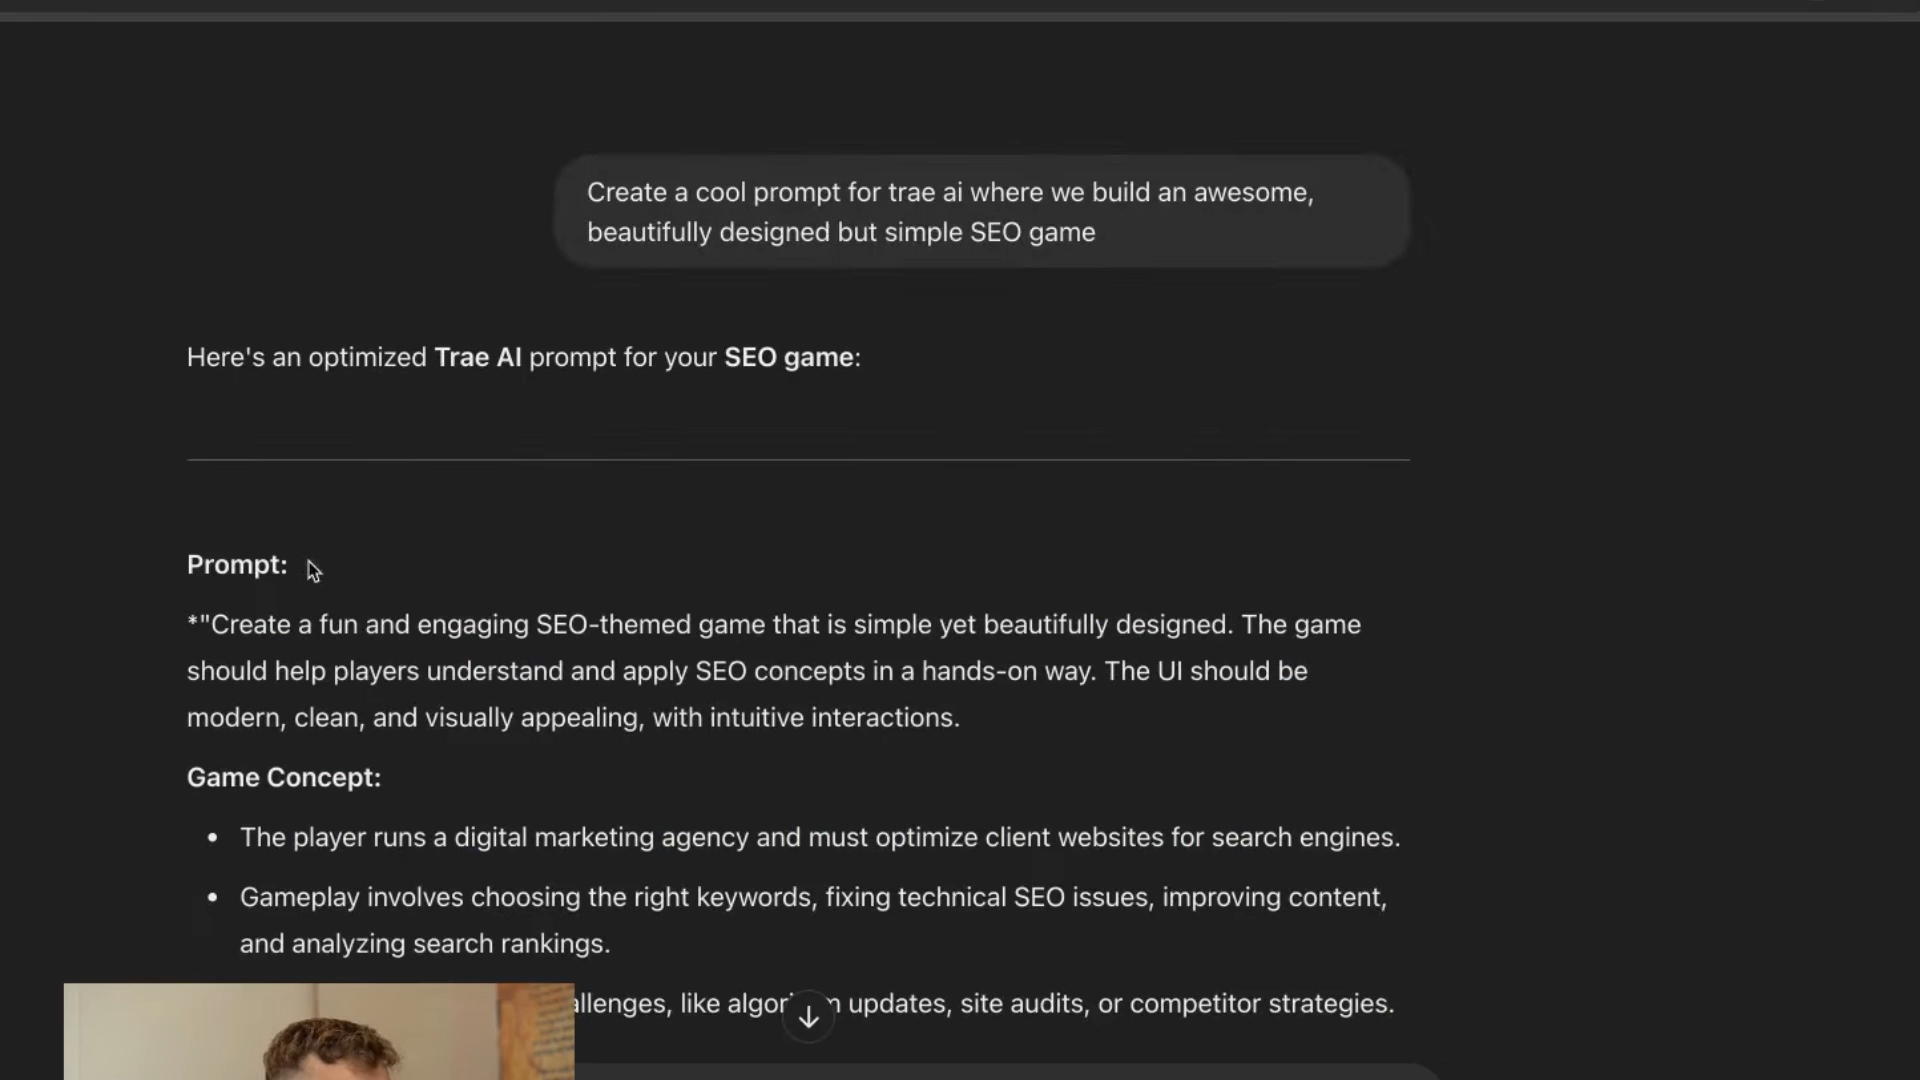 Create a cool prompt for trae ai where we build an awesome,
beautifully designed but simple SEO game
Here's an optimized Trae AI prompt for your SEO game:
Prompt:
*"Create a fun and engaging SEO-themed game that is simple yet beautifully designed. The game
should help players understand and apply SEO concepts in a hands-on way. The UI should be
modern, clean, and visually appealing, with intuitive interactions.
Game Concept:
• The player runs a digital marketing agency and must optimize client websites for search engines.
• Gameplay involves choosing the right keywords, fixing technical SEO issues, improving content,
and analyzing search rankings.
like updates, site audits, or competitor strategies.